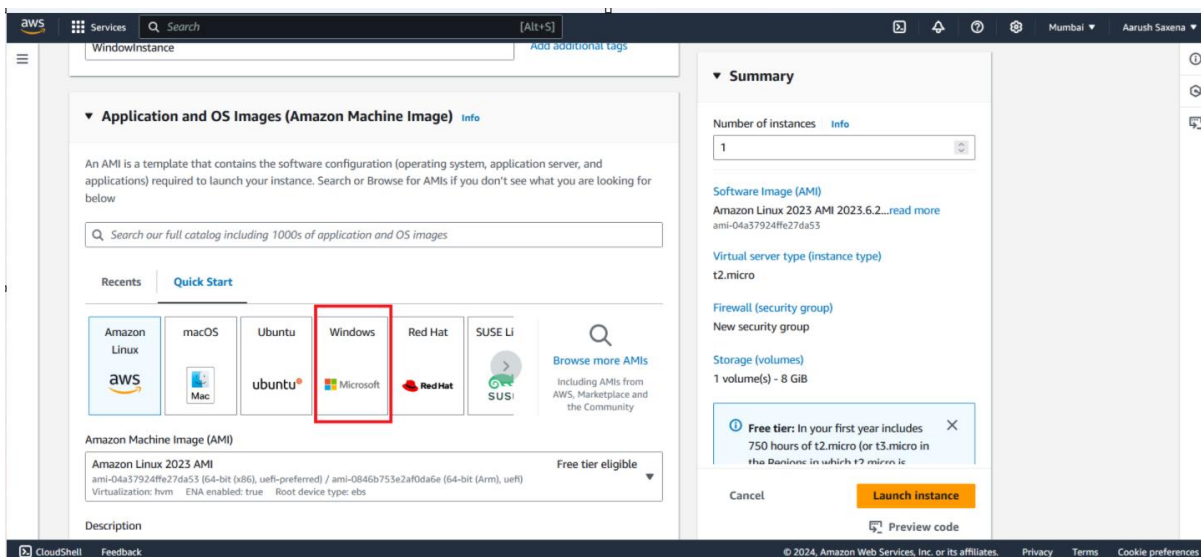 aws
Services
Search
[Alt+S]
Mumbai
Aarush Saxena
WindowInstance
Add additional tags
Application and OS Images (Amazon Machine Image) Info
An AMI is a template that contains the software configuration (operating system, application server, and
applications) required to launch your instance. Search or Browse for AMIs if you don't see what you are looking for
below
Search our full catalog including 1000s of application and OS images
Recents
Quick Start
Amazon
Linux
aws
macOS
Mac
Ubuntu
ubuntu
Windows
Microsoft
Red Hat
Red Hat
SUSE Li
SUS
Browse more AMIs
Including AMIs from
AWS, Marketplace and
the Community
Amazon Machine Image (AMI)
Amazon Linux 2023 AMI
Free tier eligible
ami-04a37924ffe27da53 (64-bit (x86), uefi-preferred) / ami-0846b753e2af0da6e (64-bit (Arm), uefi)
Virtualization: hvm ENA enabled: true Root device type: ebs
Description
Summary
Number of instances Info
1
Software Image (AMI)
Amazon Linux 2023 AMI 2023.6.2...read more
ami-04a37924ffe27da53
Virtual server type (instance type)
t2.micro
Firewall (security group)
New security group
Storage (volumes)
1 volume(s) - 8 GiB
Free tier: In your first year includes
750 hours of t2.micro (or t3.micro in
the Regions in which t2.micro is
Cancel
Launch instance
Preview code
CloudShell
Feedback
© 2024, Amazon Web Services, Inc. or its affiliates.
Privacy
Terms
Cookie preferences